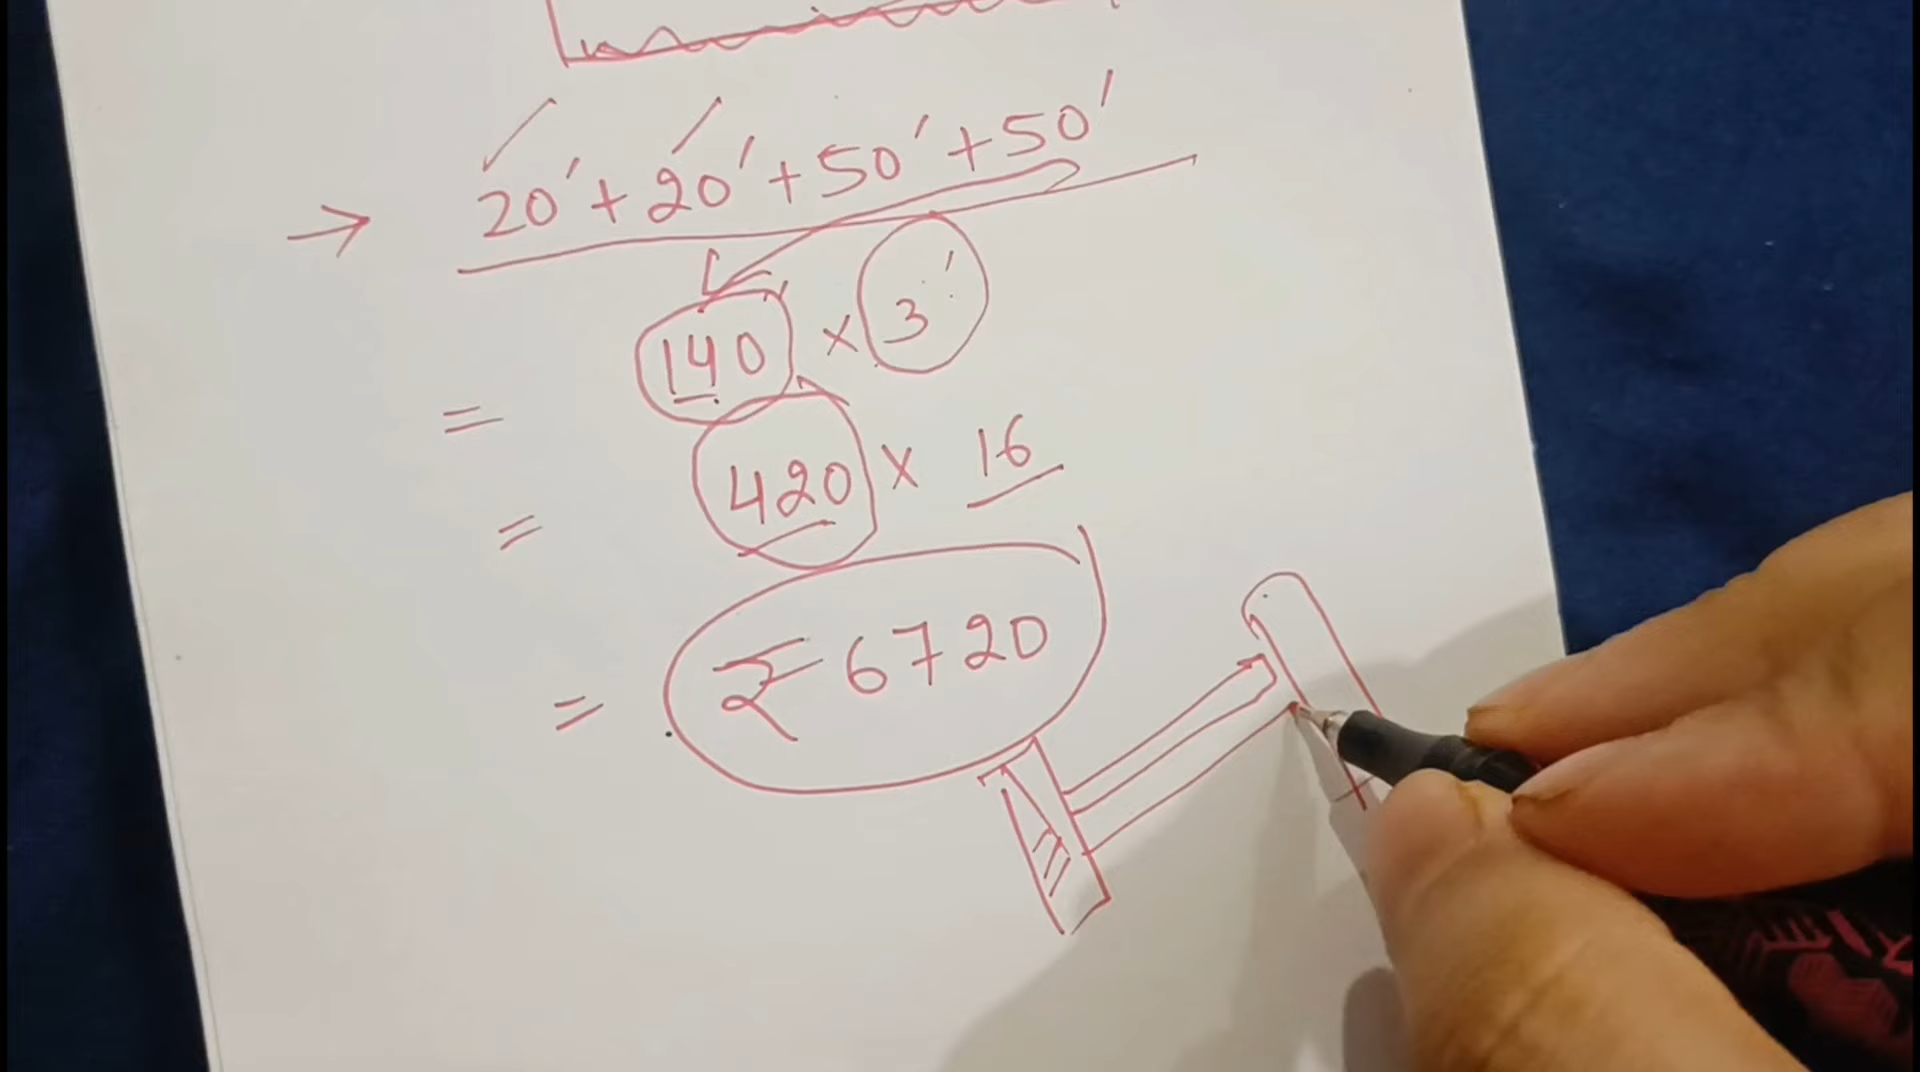 → 20' + 20' + 50' + 50'
140' × 3'
= 420 × 16
= ₹ 6720